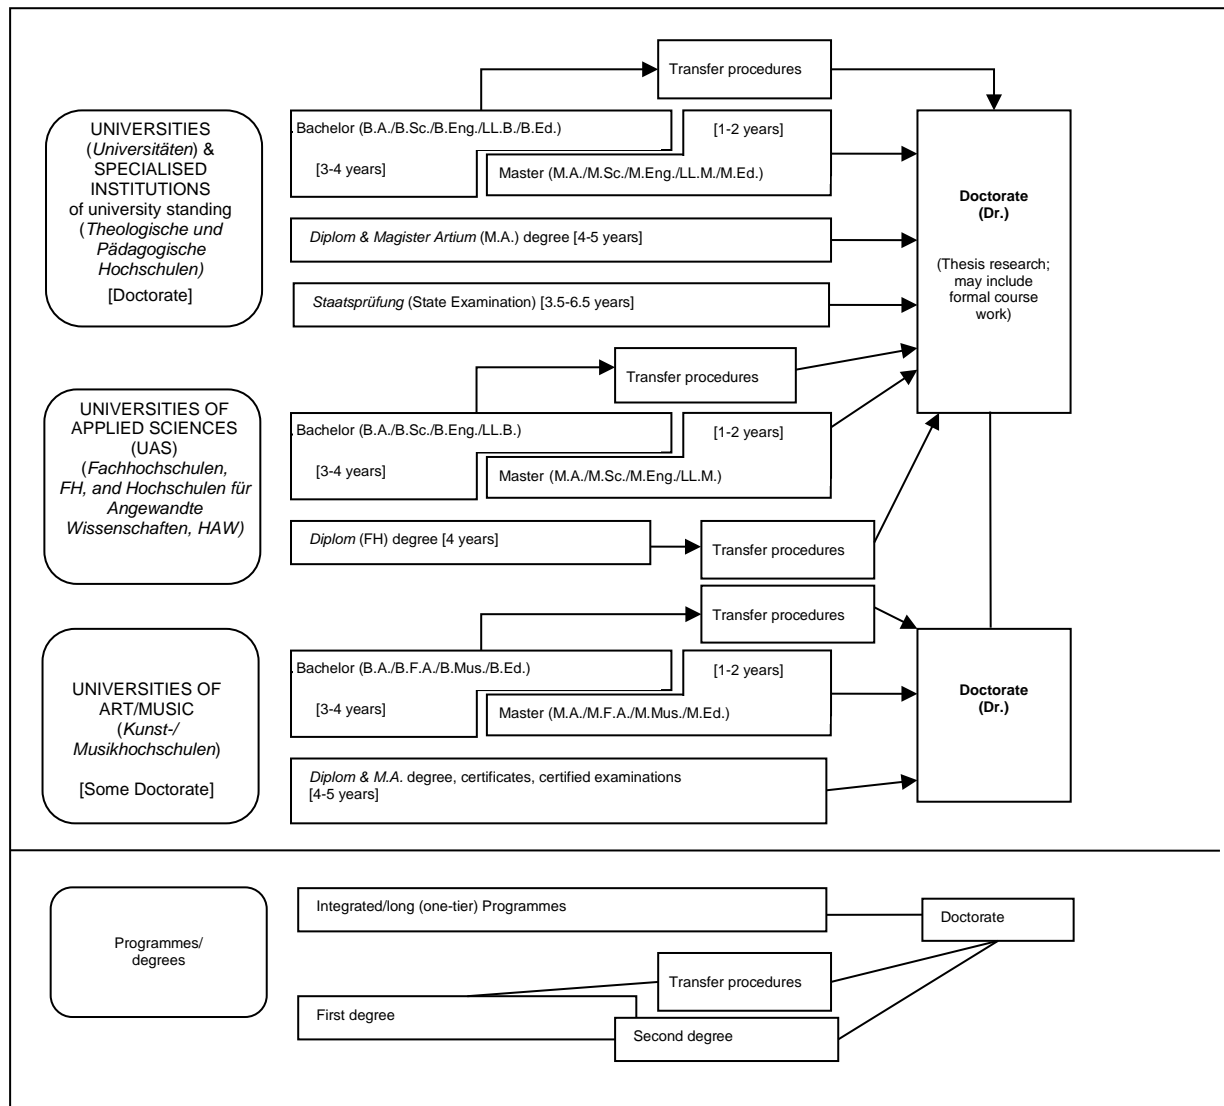 Transfer procedures
UNIVERSITIES
(Universitäten) &
SPECIALISED
INSTITUTIONS
of university standing
(Theologische und
Pädagogische
Hochschulen)
[Doctorate]
. Bachelor (B.A./B.Sc./B.Eng./LL.B./B.Ed.)
[1-2 years]
[3-4 years]
Master (M.A./M.Sc./M.Eng./LL.M./M.Ed.)
Diplom & Magister Artium (M.A.) degree [4-5 years]
Staatsprüfung (State Examination) [3.5-6.5 years]
Doctorate
(Dr.)
(Thesis research;
may include
formal course
work)
Transfer procedures
UNIVERSITIES OF
APPLIED SCIENCES
(UAS)
(Fachhochschulen,
FH, and Hochschulen für
Angewandte
Wissenschaften, HAW)
. Bachelor (B.A./B.Sc./B.Eng./LL.B.)
[1-2 years]
[3-4 years]
Master (M.A./M.Sc./M.Eng./LL.M.)
Diplom (FH) degree [4 years]
Transfer procedures
Transfer procedures
UNIVERSITIES OF
ART/MUSIC
(Kunst-/
Musikhochschulen)
[Some Doctorate]
. Bachelor (B.A./B.F.A./B.Mus./B.Ed.)
[1-2 years]
[3-4 years]
Master (M.A./M.F.A./M.Mus./M.Ed.)
Diplom & M.A. degree, certificates, certified examinations
[4-5 years]
Doctorate
(Dr.)
Programmes/
degrees
Integrated/long (one-tier) Programmes
Doctorate
Transfer procedures
First degree
Second degree